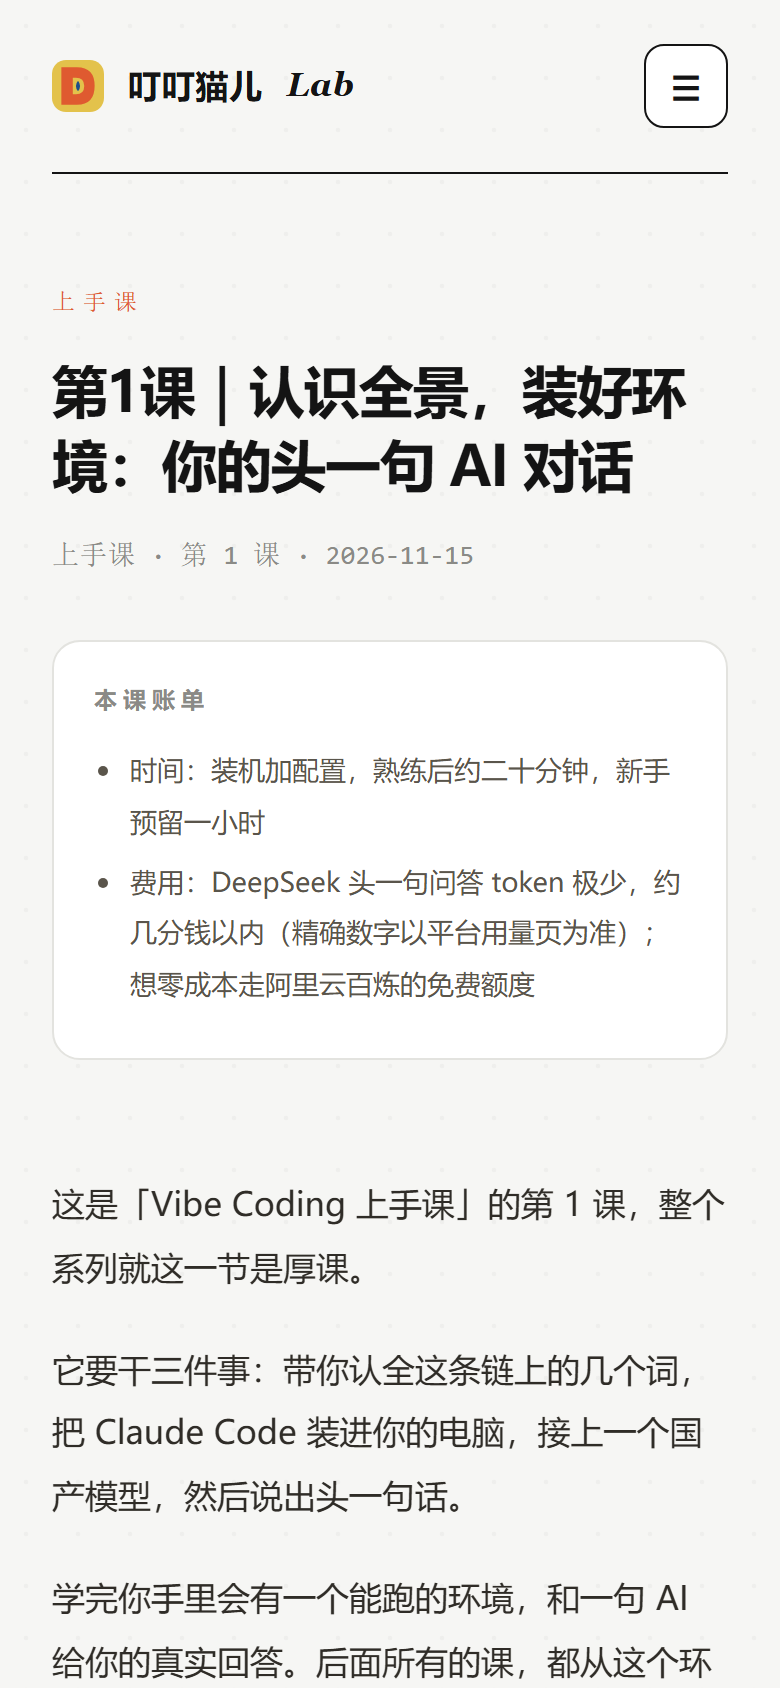 D 叮叮猫儿 Lab
上手课
第1课｜认识全景，装好环
境：你的头一句 AI 对话
上手课 · 第 1 课 · 2026-11-15
本课账单
时间：装机加配置，熟练后约二十分钟，新手
预留一小时
费用：DeepSeek 头一句问答 token 极少，约
几分钱以内（精确数字以平台用量页为准）；
想零成本走阿里云百炼的免费额度
这是「Vibe Coding 上手课」的第 1 课，整个
系列就这一节是厚课。
它要干三件事：带你认全这条链上的几个词，
把 Claude Code 装进你的电脑，接上一个国
产模型，然后说出头一句话。
学完你手里会有一个能跑的环境，和一句 AI
给你的真实回答。后面所有的课，都从这个环